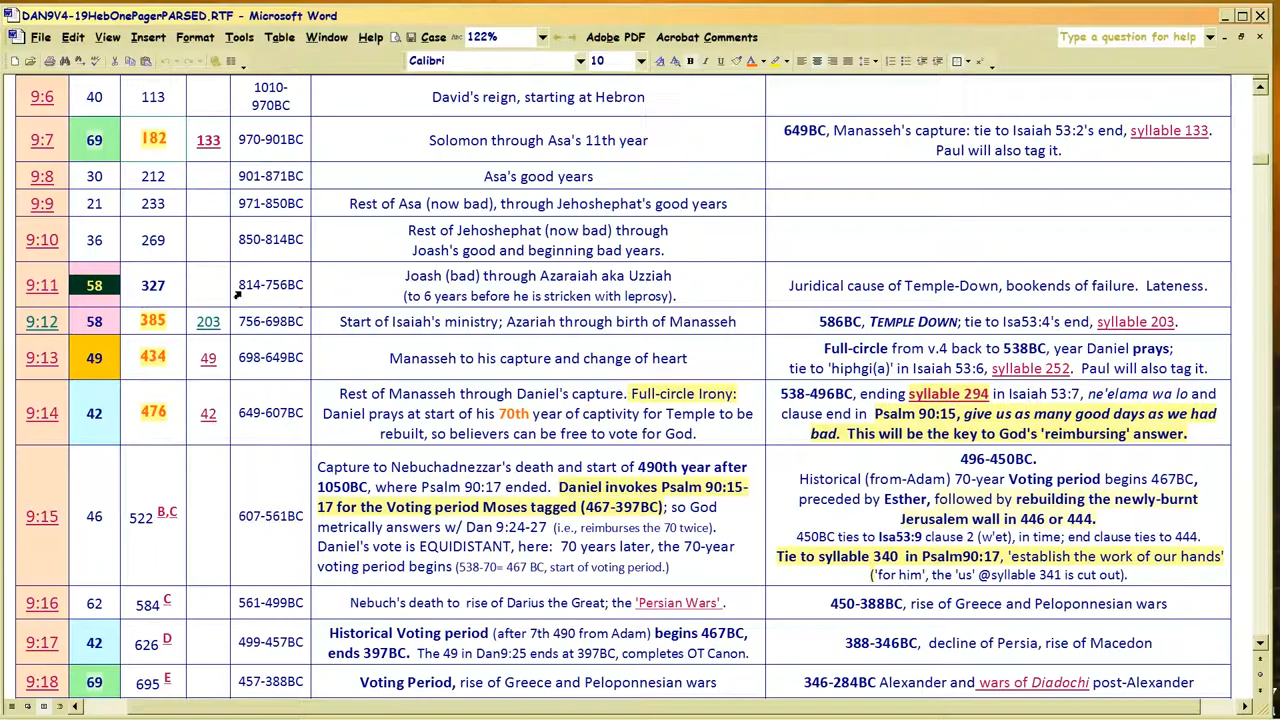 DAN9V4-19HebOnePagerPARSED.RTF - Microsoft Word
File Edit View Insert Format Tools Table Window Help Case 122% Adobe PDF Acrobat Comments Type a question for help
Calibri 10 B I U
9:6 40 113 1010-
970BC David's reign, starting at Hebron
9:7 69 182 133 970-901BC Solomon through Asa's 11th year 649BC, Manasseh's capture: tie to Isaiah 53:2's end, syllable 133.
Paul will also tag it.
9:8 30 212 901-871BC Asa's good years
9:9 21 233 971-850BC Rest of Asa (now bad), through Jehoshephat's good years
9:10 36 269 850-814BC Rest of Jehoshephat (now bad) through
Joash's good and beginning bad years.
9:11 58 327 814-756BC Joash (bad) through Azaraiah aka Uzziah
(to 6 years before he is stricken with leprosy). Juridical cause of Temple-Down, bookends of failure. Lateness.
9:12 58 385 203 756-698BC Start of Isaiah's ministry; Azariah through birth of Manasseh 586BC, TEMPLE DOWN; tie to Isa53:4's end, syllable 203.
9:13 49 434 49 698-649BC Manasseh to his capture and change of heart Full-circle from v.4 back to 538BC, year Daniel prays;
tie to 'hiphgi(a)' in Isaiah 53:6, syllable 252. Paul will also tag it.
9:14 42 476 42 649-607BC Rest of Manasseh through Daniel's capture. Full-circle Irony:
Daniel prays at start of his 70th year of captivity for Temple to be
rebuilt, so believers can be free to vote for God.
538-496BC, ending syllable 294 in Isaiah 53:7, ne'elama wa lo and
clause end in Psalm 90:15, give us as many good days as we had
bad. This will be the key to God's 'reimbursing' answer.
9:15 46 522 B,C 607-561BC Capture to Nebuchadnezzar's death and start of 490th year after
1050BC, where Psalm 90:17 ended. Daniel invokes Psalm 90:15-
17 for the Voting period Moses tagged (467-397BC); so God
metrically answers w/ Dan 9:24-27 (i.e., reimburses the 70 twice).
Daniel's vote is EQUIDISTANT, here: 70 years later, the 70-year
voting period begins (538-70= 467 BC, start of voting period.)
496-450BC.
Historical (from-Adam) 70-year Voting period begins 467BC,
preceded by Esther, followed by rebuilding the newly-burnt
Jerusalem wall in 446 or 444.
450BC ties to Isa53:9 clause 2 (w'et), in time; end clause ties to 444.
Tie to syllable 340 in Psalm90:17, 'establish the work of our hands'
('for him', the 'us' @syllable 341 is cut out).
9:16 62 584 C 561-499BC Nebuch's death to rise of Darius the Great; the 'Persian Wars'. 450-388BC, rise of Greece and Peloponnesian wars
9:17 42 626 D 499-457BC Historical Voting period (after 7th 490 from Adam) begins 467BC,
ends 397BC. The 49 in Dan9:25 ends at 397BC, completes OT Canon. 388-346BC, decline of Persia, rise of Macedon
9:18 69 695 E 457-388BC Voting Period, rise of Greece and Peloponnesian wars 346-284BC Alexander and wars of Diadochi post-Alexander